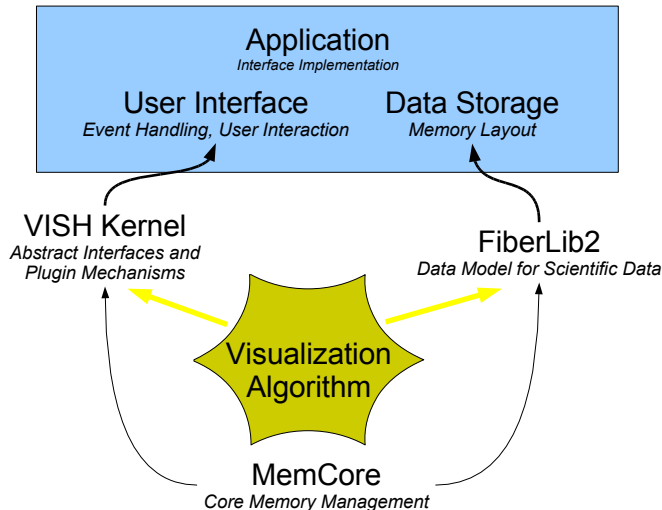 Application
Interface Implementation
User Interface
Event Handling, User Interaction
Data Storage
Memory Layout
VISH Kernel
Abstract Interfaces and
Plugin Mechanisms
FiberLib2
Data Model for Scientific Data
Visualization
Algorithm
MemCore
Core Memory Management